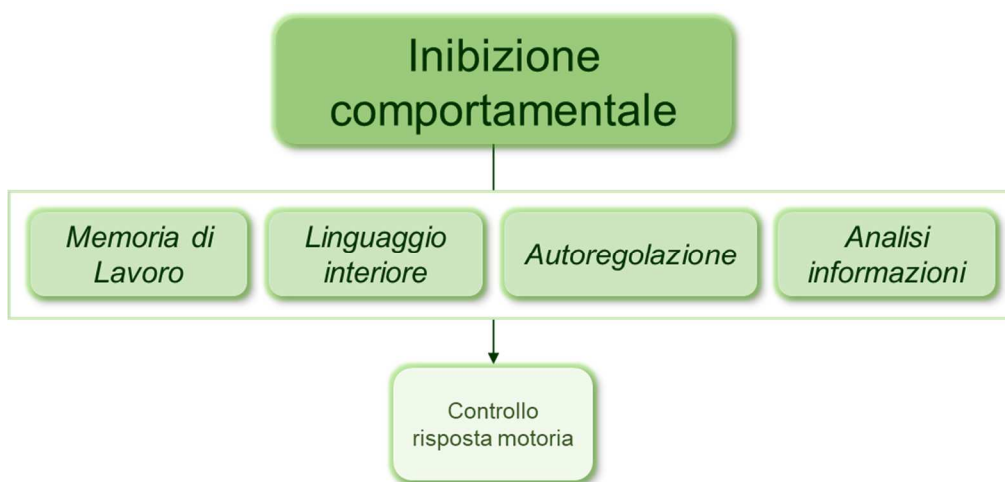 Inibizione
comportamentale
Memoria di
Lavoro
Linguaggio
interiore
Autoregolazione
Analisi
informazioni
Controllo
risposta motoria